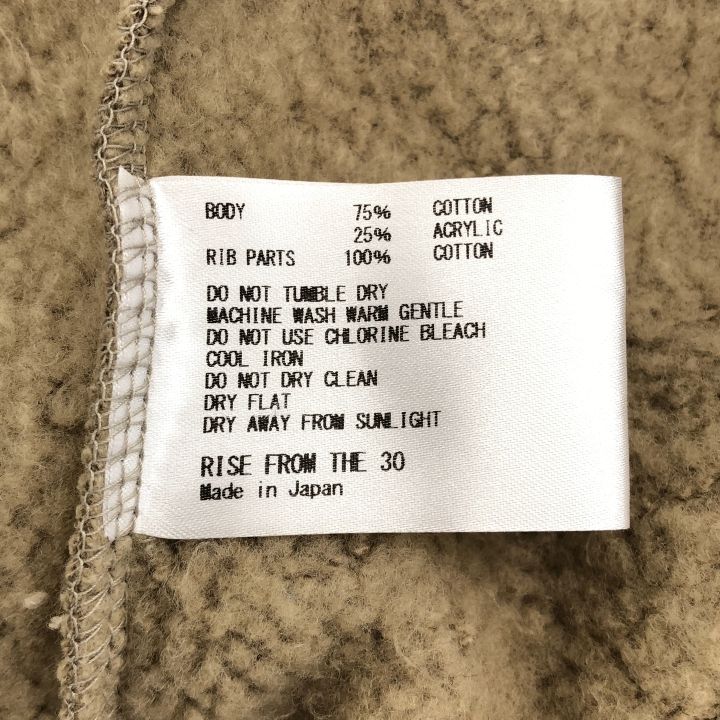 BODY 75% COTTON
25% ACRYLIC
RIB PARTS 100% COTTON
DO NOT TUMBLE DRY
MACHINE WASH WARM GENTLE
DO NOT USE CHLORINE BLEACH
COOL IRON
DO NOT DRY CLEAN
DRY FLAT
DRY AWAY FROM SUNLIGHT
RISE FROM THE 30
Made in Japan